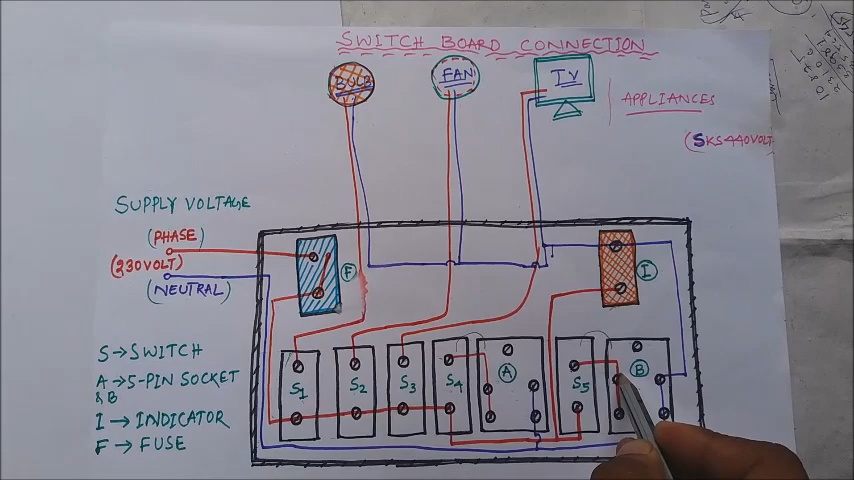 SWITCH BOARD CONNECTION
BULB
FAN
TV
APPLIANCES
(SKS440VOLT
SUPPLY VOLTAGE
(PHASE)
(230VOLT)
(NEUTRAL)
F
I
S→SWITCH
A→5-PIN SOCKET
& B
I→INDICATOR
F→FUSE
S1
S2
S3
S4
A
S5
B